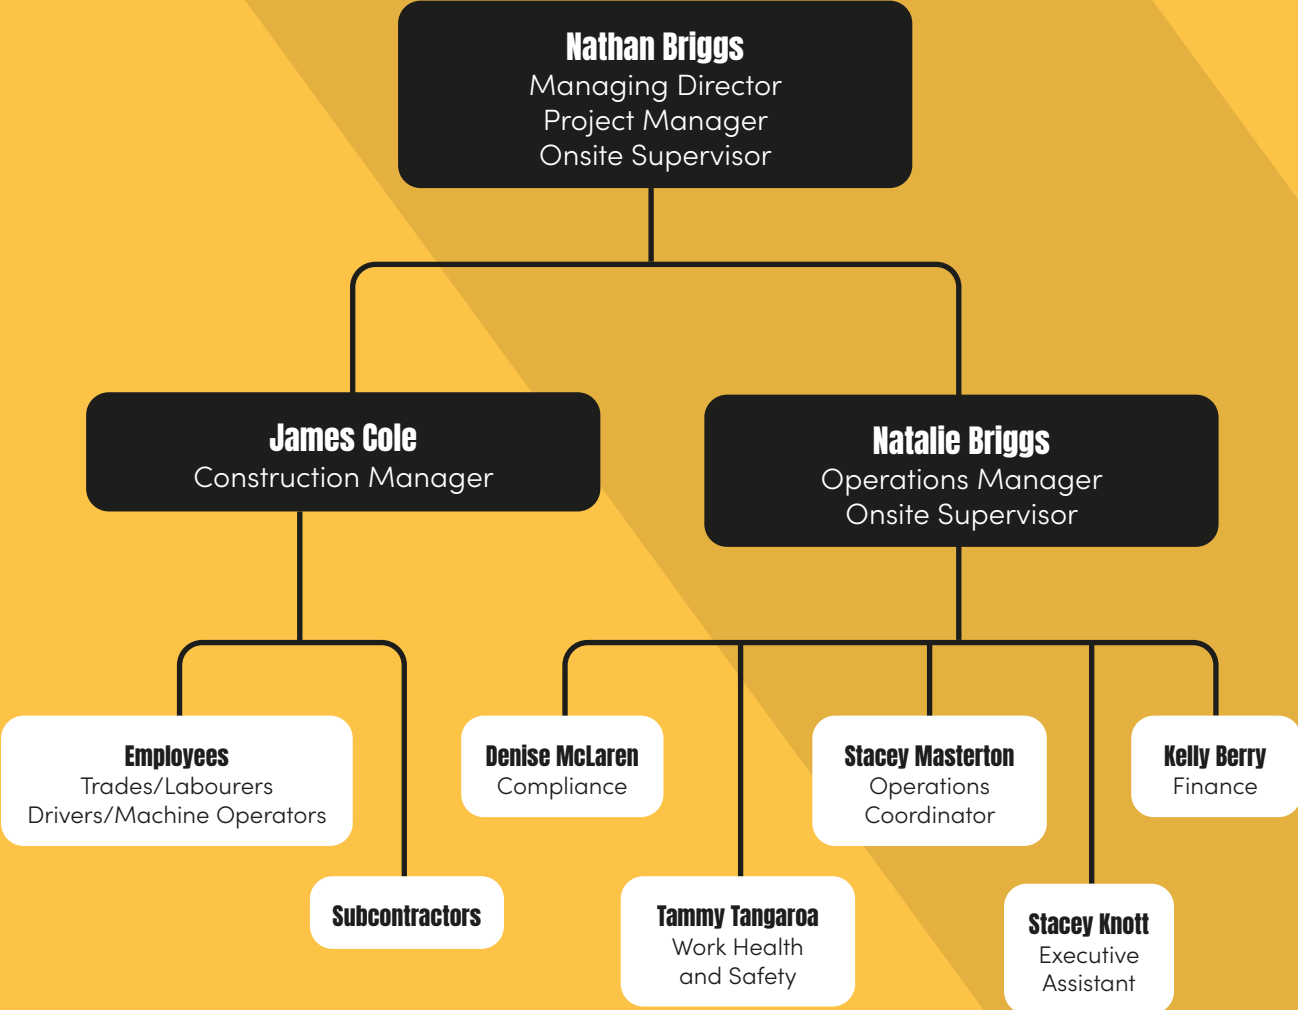 Nathan Briggs
Managing Director
Project Manager
Onsite Supervisor
James Cole
Construction Manager
Natalie Briggs
Operations Manager
Onsite Supervisor
Employees
Trades/Labourers
Drivers/Machine Operators
Subcontractors
Denise McLaren
Compliance
Tammy Tangaroa
Work Health
and Safety
Stacey Masterton
Operations
Coordinator
Stacey Knott
Executive
Assistant
Kelly Berry
Finance